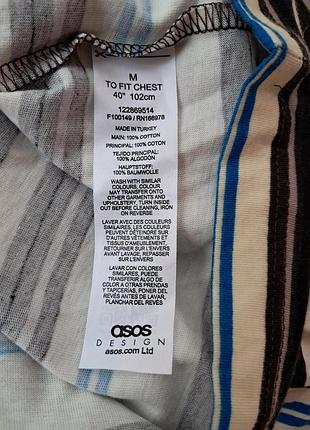 M
TO FIT CHEST
40" 102cm
122869514
F100149 / RN166978
MADE IN TURKEY
MAIN: 100% COTTON
PRINCIPAL: 100% COTON
TEJIDO PRINCIPAL:
100% ALGODÓN
HAUPTSTOFF:
100% BAUMWOLLE
WASH WITH SIMILAR
COLOURS, COLOUR
MAY TRANSFER ONTO
OTHER GARMENTS AND
UPHOLSTERY, TURN INSIDE
OUT BEFORE CLEANING, IRON
ON REVERSE
LAVER AVEC DES COULEURS
SIMILAIRES, LES COULEURS
PEUVENT DÉTEINDRE SUR
D'AUTRES VÊTEMENTS ET
TISSUS D'AMEUBLEMENT,
RETOURNER À L'ENVERS
AVANT LAVAGE, REPASSER
SUR L'ENVERS
LAVAR CON COLORES
SIMILARES, PUEDE
TRANSFERIR EL COLOR
A OTRAS PRENDAS
Y TAPICERÍAS, PONER DEL
REVÉS ANTES DE LAVAR,
PLANCHAR DEL REVÉS
asos
DESIGN
asos.com Ltd